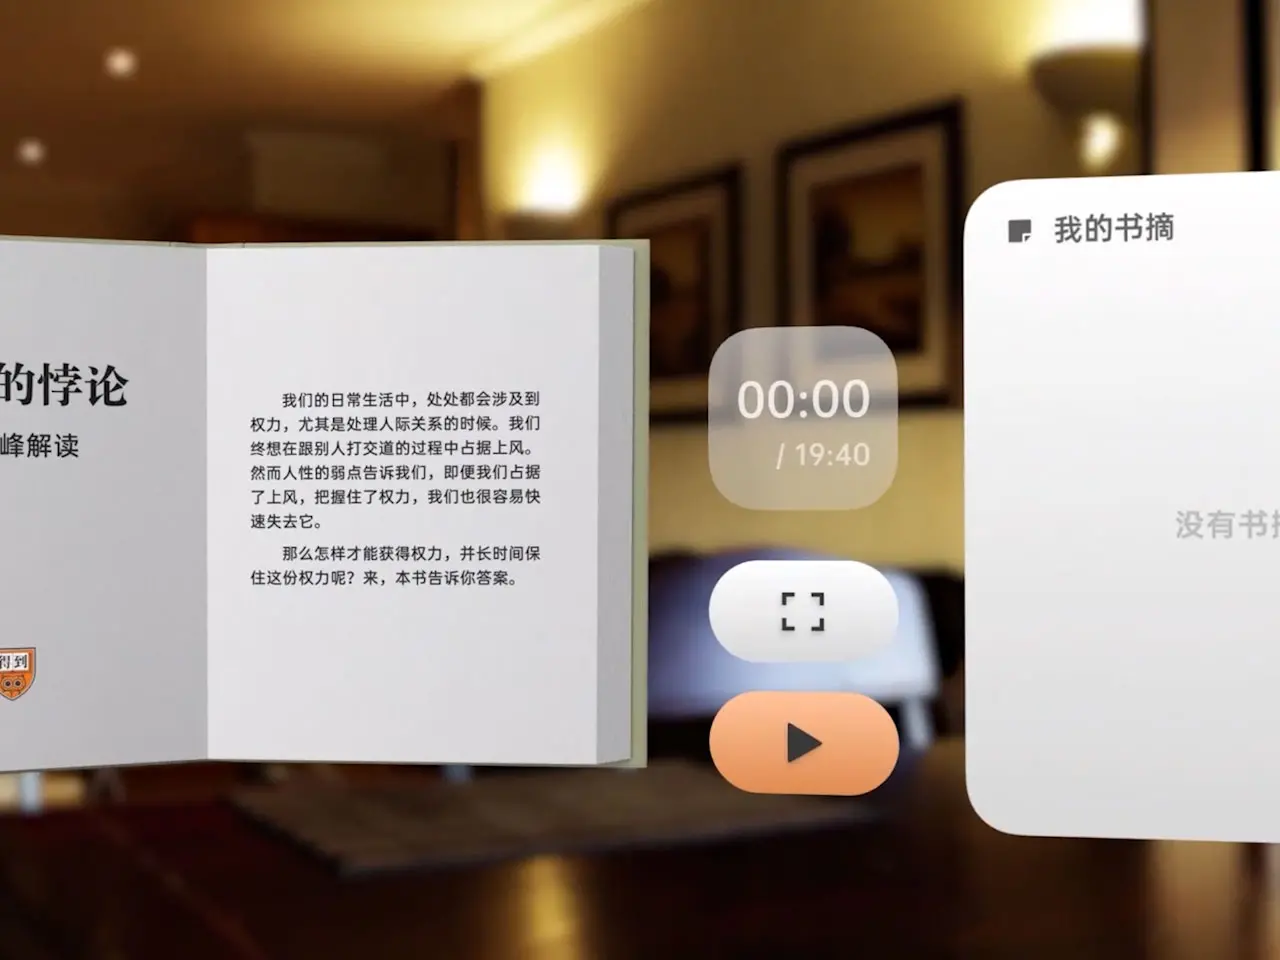 的悖论
峰解读
得到
我们的日常生活中，处处都会涉及到
权力，尤其是处理人际关系的时候。我们
终想在跟别人打交道的过程中占据上风。
然而人性的弱点告诉我们，即便我们占据
了上风，把握住了权力，我们也很容易快
速失去它。
那么怎样才能获得权力，并长时间保
住这份权力呢？来，本书告诉你答案。
00:00
/ 19:40
我的书摘
没有书